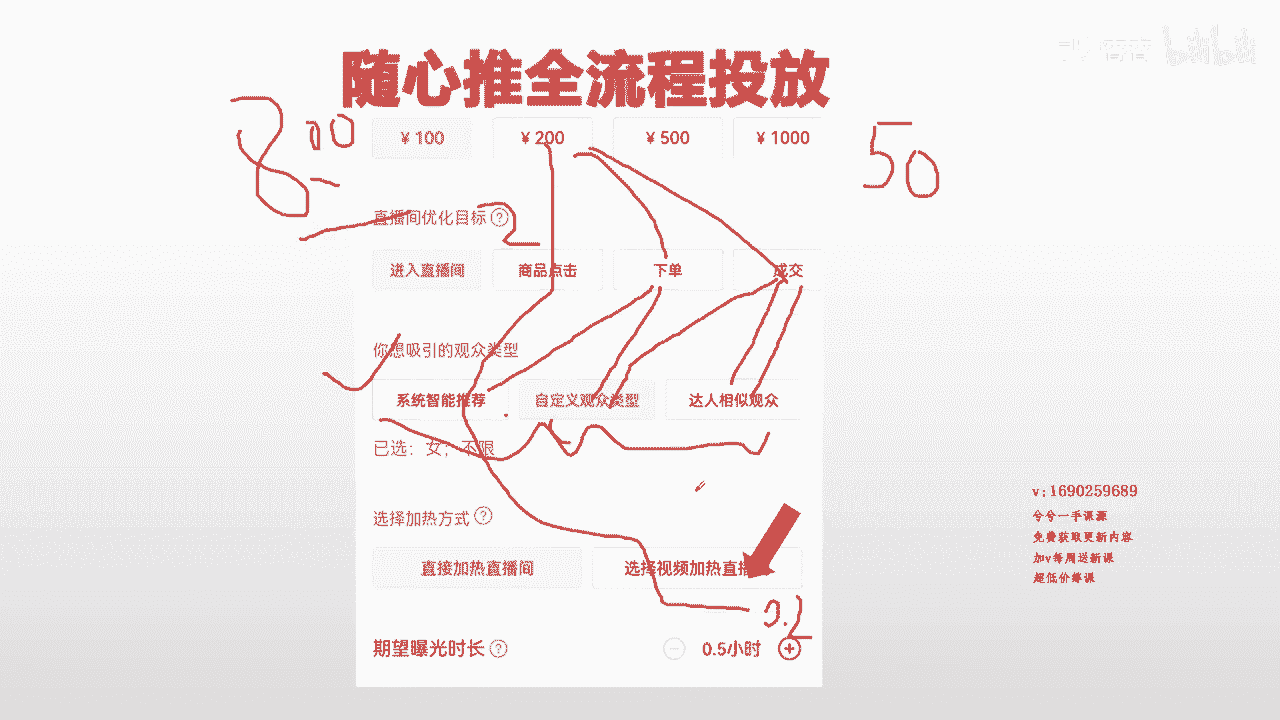 随心推全流程投放
800
¥ 100 ¥ 200 ¥ 500 ¥ 1000
50
直播间优化目标 ?
2
进入直播间 商品点击 下单 成交
你想吸引的观众类型
系统智能推荐 自定义观众类型 达人相似观众
已选：女；不限
选择加热方式 ?
直接加热直播间 选择视频加热直播
期望曝光时长 ? 0.5小时
v:1690259689
兮兮一手课源
免费获取更新内容
加v每周送新课
超低价爆课